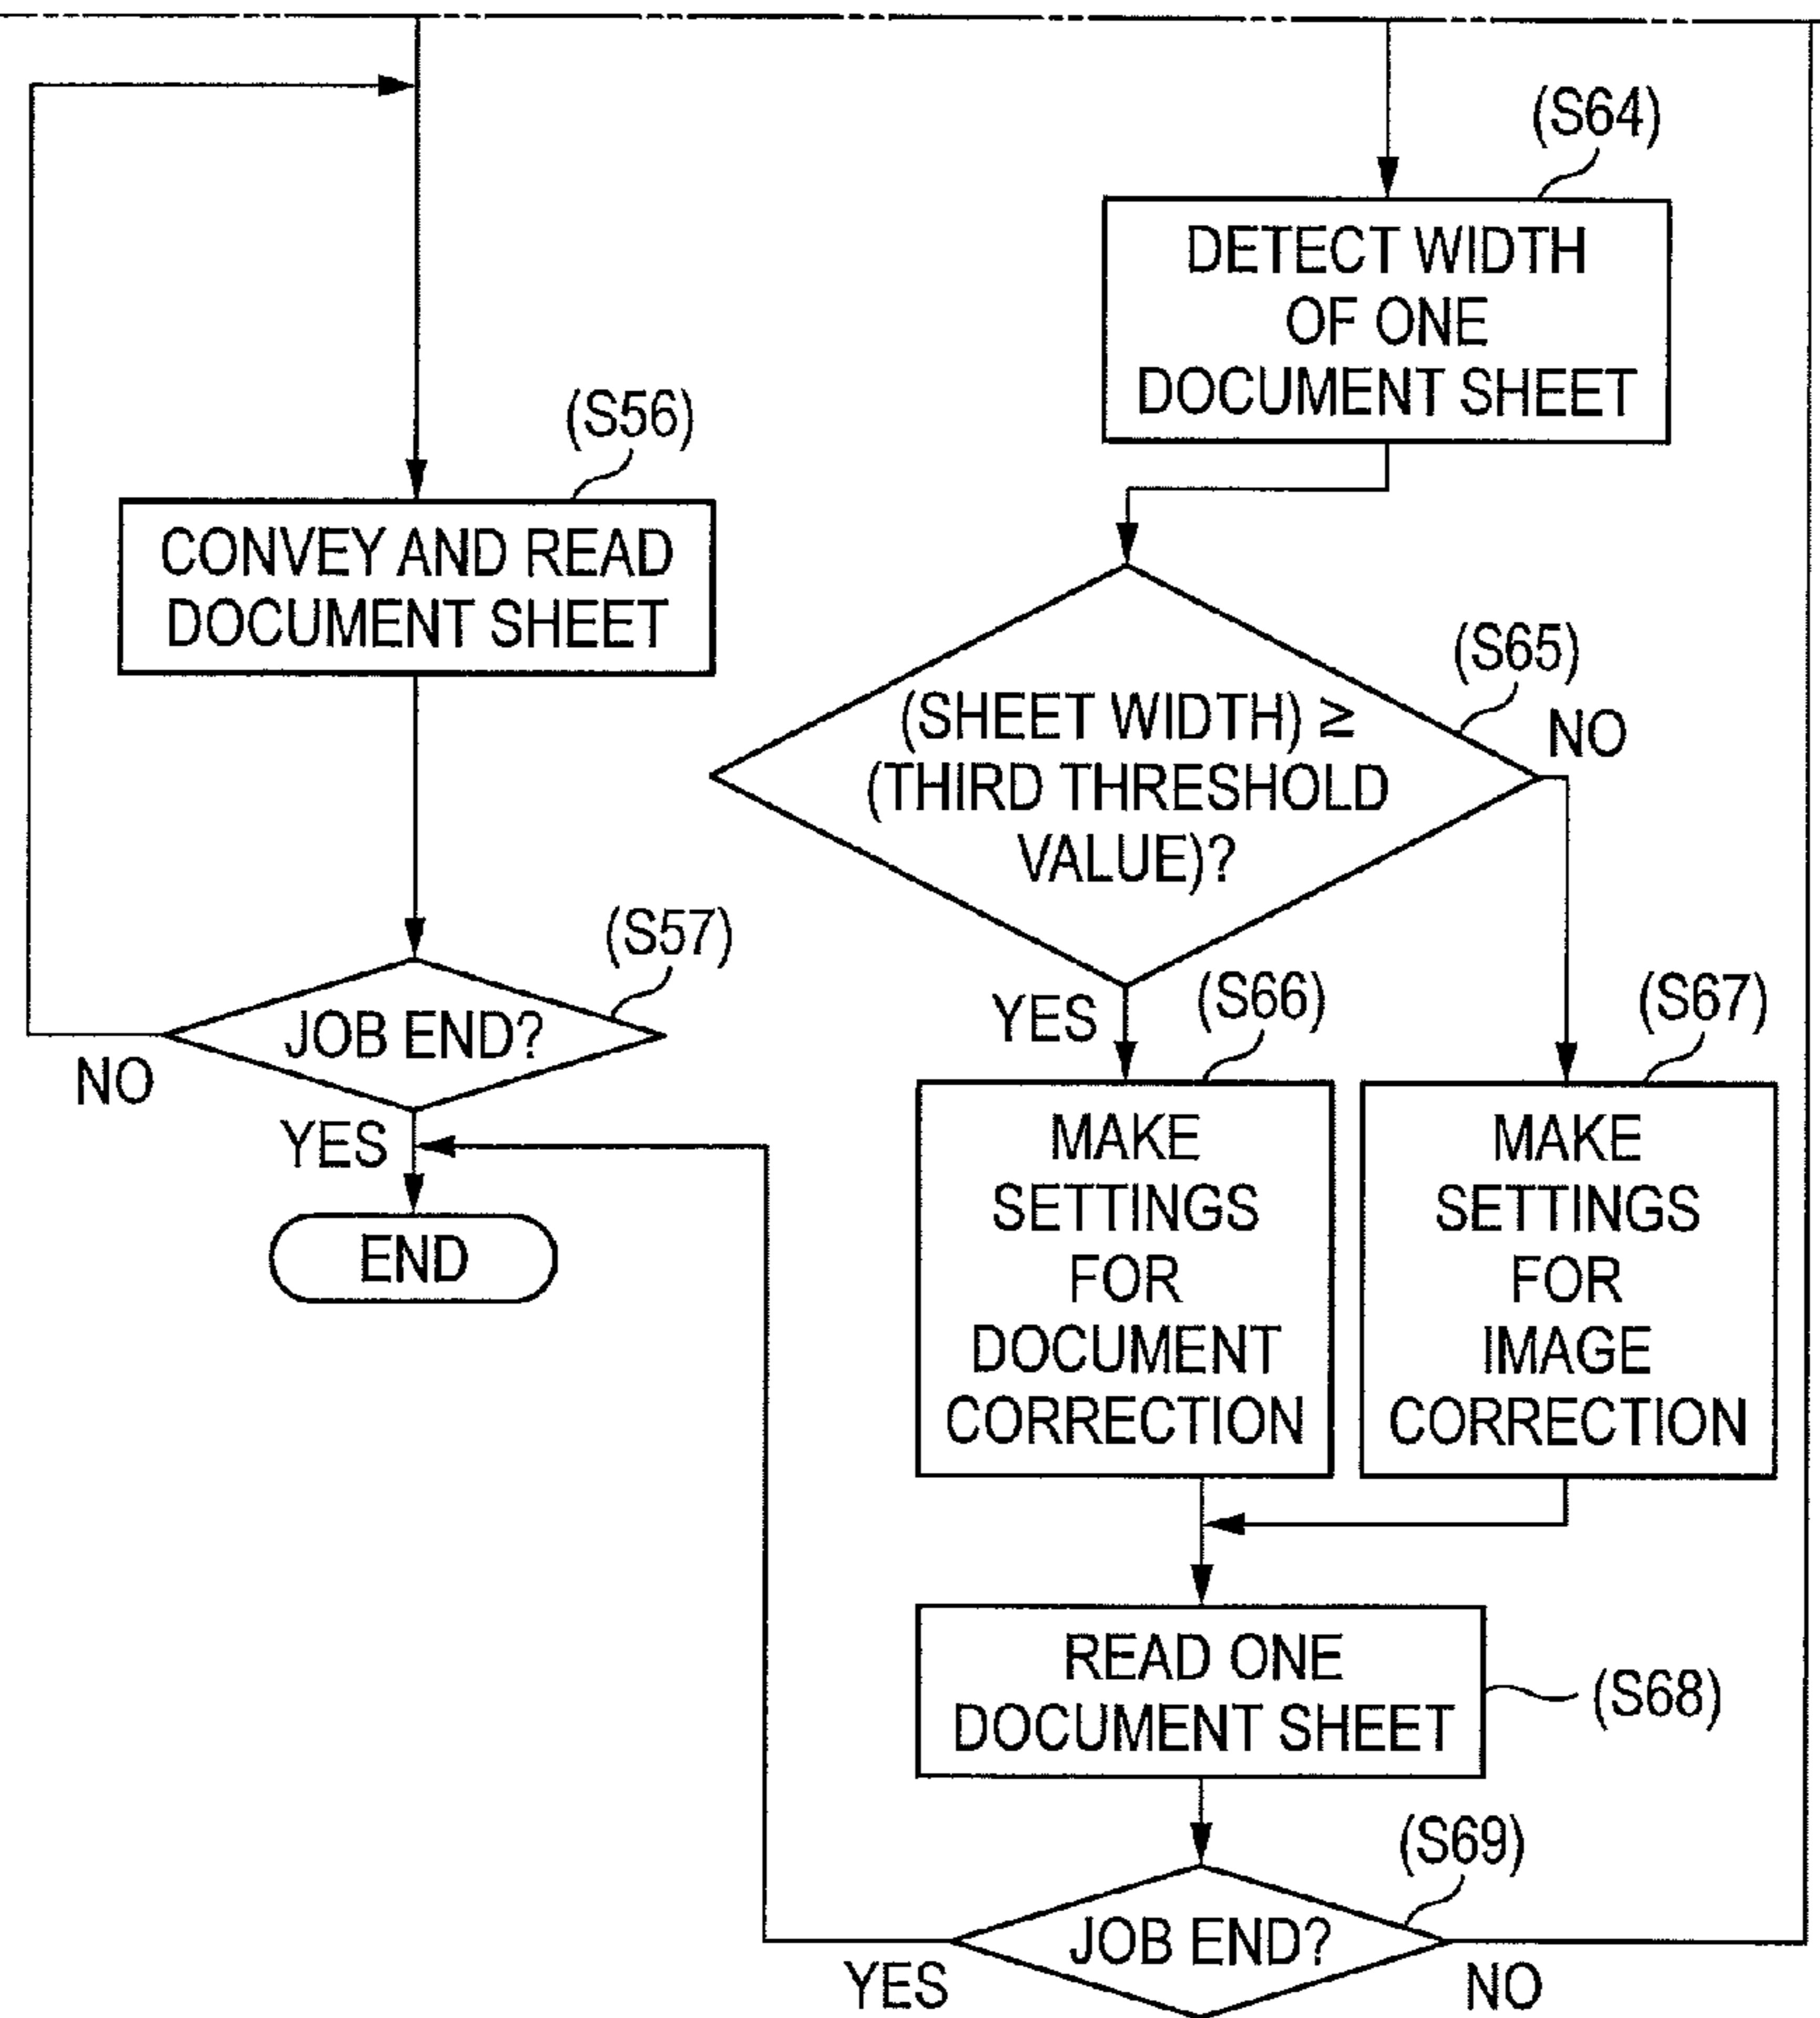 (S56)
CONVEY AND READ
DOCUMENT SHEET
(S57)
JOB END?
NO
YES
END
(S64)
DETECT WIDTH
OF ONE
DOCUMENT SHEET
(S65)
(SHEET WIDTH) ≥
(THIRD THRESHOLD
VALUE)?
NO
YES
(S66)
MAKE
SETTINGS
FOR
DOCUMENT
CORRECTION
(S67)
MAKE
SETTINGS
FOR
IMAGE
CORRECTION
READ ONE
DOCUMENT SHEET
(S68)
(S69)
JOB END?
YES
NO